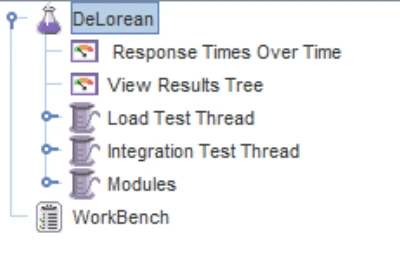 DeLorean
Response Times Over Time
View Results Tree
Load Test Thread
Integration Test Thread
Modules
WorkBench